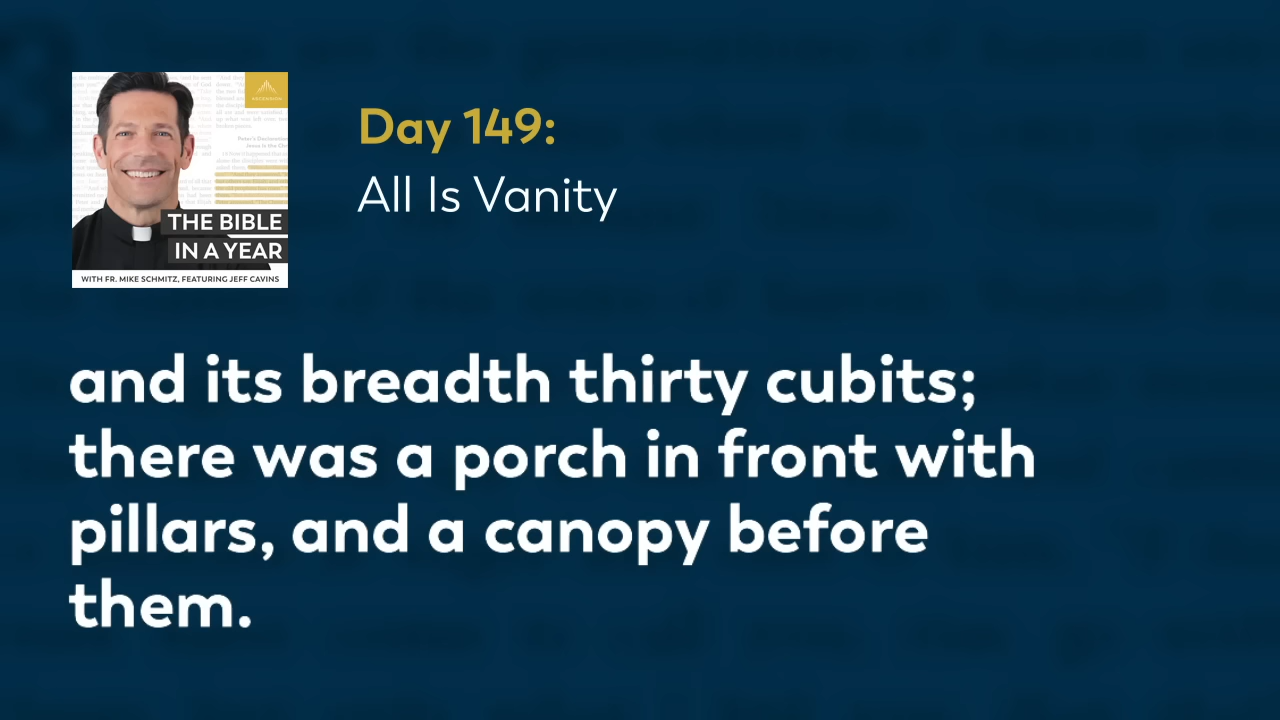 ASCENSION
THE BIBLE
IN A YEAR
WITH FR. MIKE SCHMITZ, FEATURING JEFF CAVINS
Day 149:
All Is Vanity
and its breadth thirty cubits;
there was a porch in front with
pillars, and a canopy before
them.